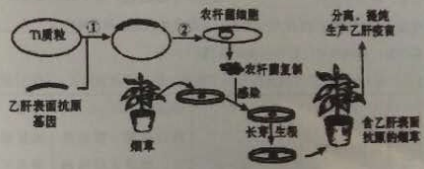 Ti质粒
①
②
农杆菌细胞
分离、提纯
生产乙肝疫苗
农杆菌复制
感染
乙肝表面抗原
基因
烟草
长芽
生根
含乙肝表面
抗原的烟草